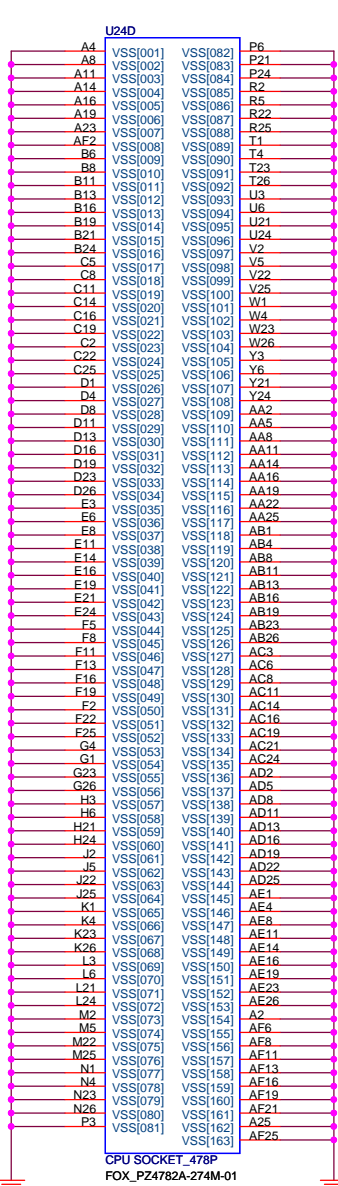 U24D
A4 VSS[001] VSS[082] P6
A8 VSS[002] VSS[083] P21
A11 VSS[003] VSS[084] P24
A14 VSS[004] VSS[085] R2
A16 VSS[005] VSS[086] R5
A19 VSS[006] VSS[087] R22
A23 VSS[007] VSS[088] R25
AF2 VSS[008] VSS[089] T1
B6 VSS[009] VSS[090] T4
B8 VSS[010] VSS[091] T23
B11 VSS[011] VSS[092] T26
B13 VSS[012] VSS[093] U3
B16 VSS[013] VSS[094] U6
B19 VSS[014] VSS[095] U21
B21 VSS[015] VSS[096] U24
B24 VSS[016] VSS[097] V2
C5 VSS[017] VSS[098] V5
C8 VSS[018] VSS[099] V22
C11 VSS[019] VSS[100] V25
C14 VSS[020] VSS[101] W1
C16 VSS[021] VSS[102] W4
C19 VSS[022] VSS[103] W23
C2 VSS[023] VSS[104] W26
C22 VSS[024] VSS[105] Y3
C25 VSS[025] VSS[106] Y6
D1 VSS[026] VSS[107] Y21
D4 VSS[027] VSS[108] Y24
D8 VSS[028] VSS[109] AA2
D11 VSS[029] VSS[110] AA5
D13 VSS[030] VSS[111] AA8
D16 VSS[031] VSS[112] AA11
D19 VSS[032] VSS[113] AA14
D23 VSS[033] VSS[114] AA16
D26 VSS[034] VSS[115] AA19
E3 VSS[035] VSS[116] AA22
E6 VSS[036] VSS[117] AA25
E8 VSS[037] VSS[118] AB1
E11 VSS[038] VSS[119] AB4
E14 VSS[039] VSS[120] AB8
E16 VSS[040] VSS[121] AB11
E19 VSS[041] VSS[122] AB13
E21 VSS[042] VSS[123] AB16
E24 VSS[043] VSS[124] AB19
F5 VSS[044] VSS[125] AB23
F8 VSS[045] VSS[126] AB26
F11 VSS[046] VSS[127] AC3
F13 VSS[047] VSS[128] AC6
F16 VSS[048] VSS[129] AC8
F19 VSS[049] VSS[130] AC11
F2 VSS[050] VSS[131] AC14
F22 VSS[051] VSS[132] AC16
F25 VSS[052] VSS[133] AC19
G4 VSS[053] VSS[134] AC21
G1 VSS[054] VSS[135] AC24
G23 VSS[055] VSS[136] AD2
G26 VSS[056] VSS[137] AD5
H3 VSS[057] VSS[138] AD8
H6 VSS[058] VSS[139] AD11
H21 VSS[059] VSS[140] AD13
H24 VSS[060] VSS[141] AD16
J2 VSS[061] VSS[142] AD19
J5 VSS[062] VSS[143] AD22
J22 VSS[063] VSS[144] AD25
J25 VSS[064] VSS[145] AE1
K1 VSS[065] VSS[146] AE4
K4 VSS[066] VSS[147] AE8
K23 VSS[067] VSS[148] AE11
K26 VSS[068] VSS[149] AE14
L3 VSS[069] VSS[150] AE16
L6 VSS[070] VSS[151] AE19
L21 VSS[071] VSS[152] AE23
L24 VSS[072] VSS[153] AE26
M2 VSS[073] VSS[154] A2
M5 VSS[074] VSS[155] AF6
M22 VSS[075] VSS[156] AF8
M25 VSS[076] VSS[157] AF11
N1 VSS[077] VSS[158] AF13
N4 VSS[078] VSS[159] AF16
N23 VSS[079] VSS[160] AF19
N26 VSS[080] VSS[161] AF21
P3 VSS[081] VSS[162] A25
VSS[163] AF25
CPU SOCKET_478P
FOX_PZ4782A-274M-01